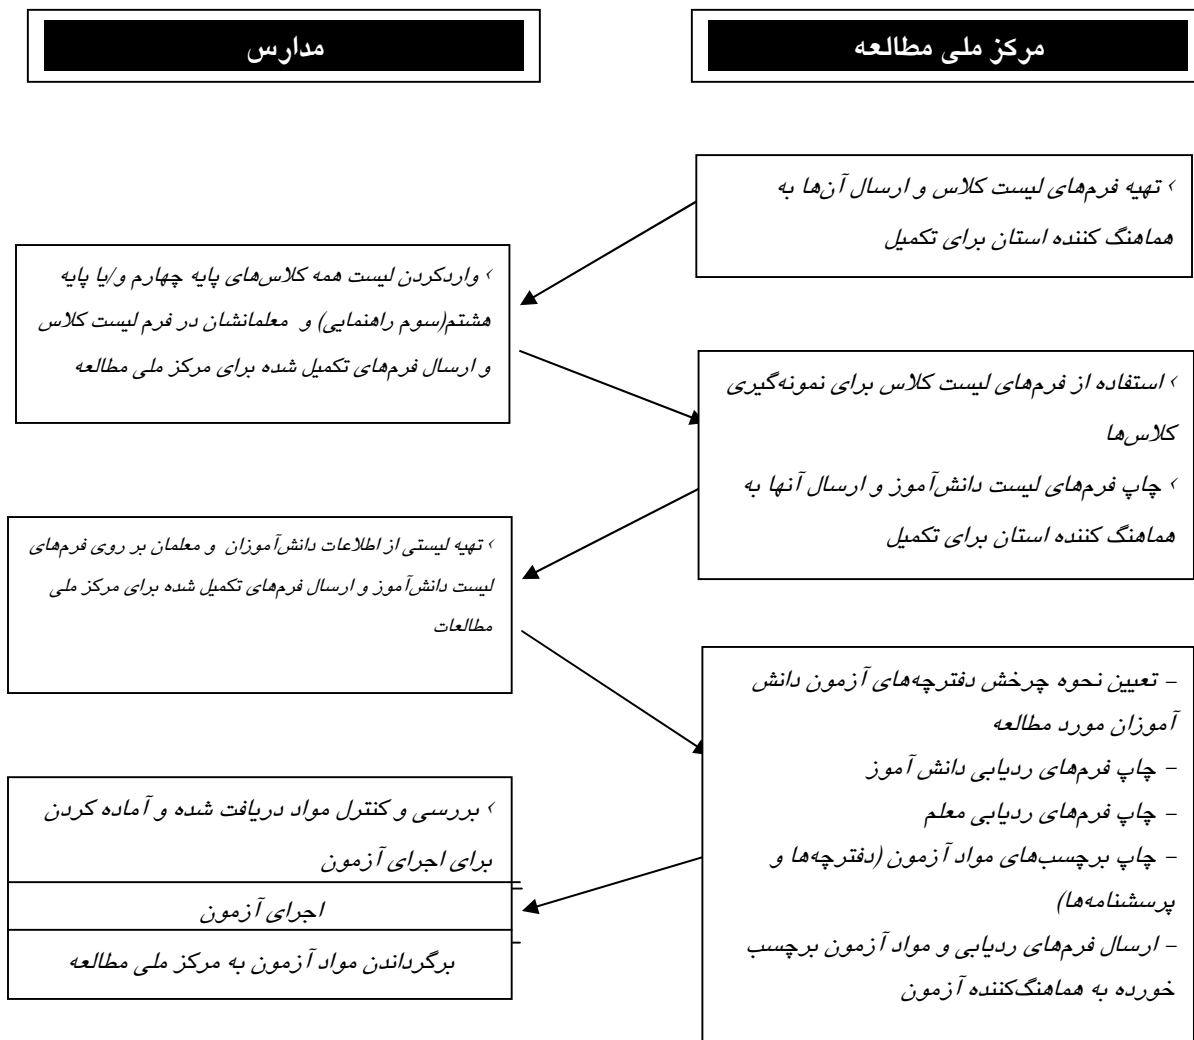 مرکز ملی مطالعه
مدارس
› تهیه فرم‌های لیست کلاس و ارسال آن‌ها به
هماهنگ کننده استان برای تکمیل
› واردکردن لیست همه کلاس‌های پایه چهارم و/یا پایه
هشتم(سوم راهنمایی) و معلمانشان در فرم لیست کلاس
و ارسال فرم‌های تکمیل شده برای مرکز ملی مطالعه
› استفاده از فرم‌های لیست کلاس برای نمونه‌گیری
کلاس‌ها
› چاپ فرم‌های لیست دانش‌آموز و ارسال آنها به
هماهنگ کننده استان برای تکمیل
› تهیه لیستی از اطلاعات دانش‌آموزان و معلمان بر روی فرم‌های
لیست دانش‌آموز و ارسال فرم‌های تکمیل شده برای مرکز ملی
مطالعات
- تعیین نحوه چرخش دفترچه‌های آزمون دانش
آموزان مورد مطالعه
- چاپ فرم‌های ردیابی دانش آموز
- چاپ فرم‌های ردیابی معلم
- چاپ برچسب‌های مواد آزمون (دفترچه‌ها و
پرسشنامه‌ها)
- ارسال فرم‌های ردیابی و مواد آزمون برچسب
خورده به هماهنگ‌کننده آزمون
› بررسی و کنترل مواد دریافت شده و آماده کردن
برای اجرای آزمون
اجرای آزمون
برگرداندن مواد آزمون به مرکز ملی مطالعه